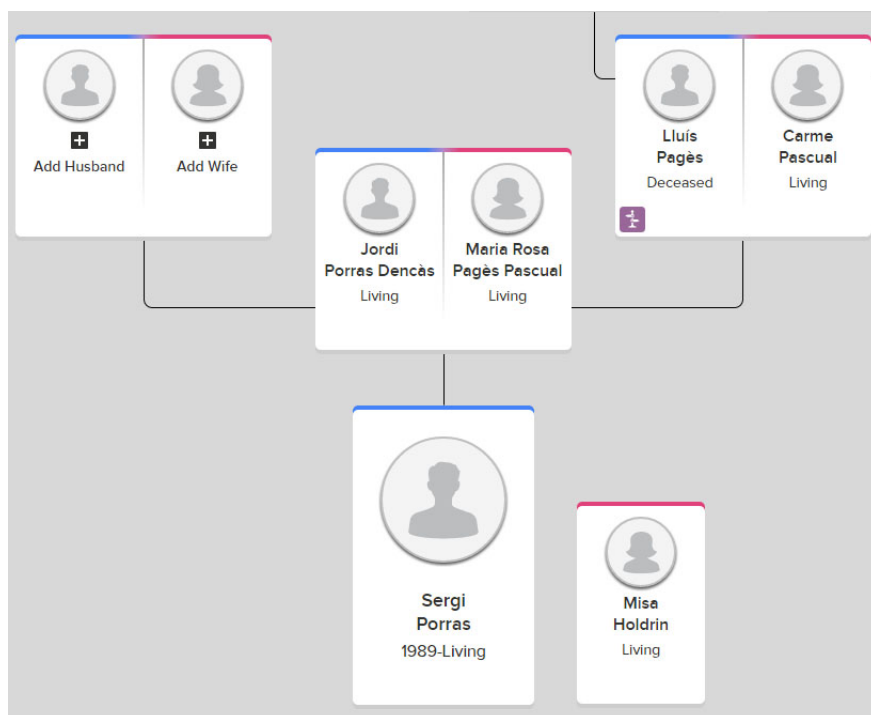 Add Husband
Add Wife
Lluís
Pagès
Deceased
Carme
Pascual
Living
Jordi
Porras Dencàs
Living
Maria Rosa
Pagès Pascual
Living
Sergi
Porras
1989-Living
Misa
Holdrin
Living